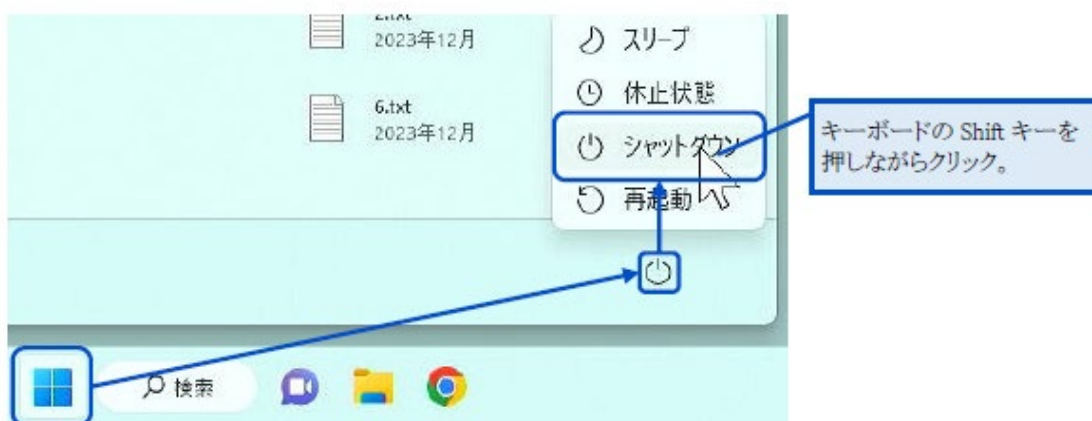 2023年12月
スリープ
休止状態
6.txt
2023年12月
シャットダウン
再起動
キーボードの Shift キーを
押しながらクリック。
検索